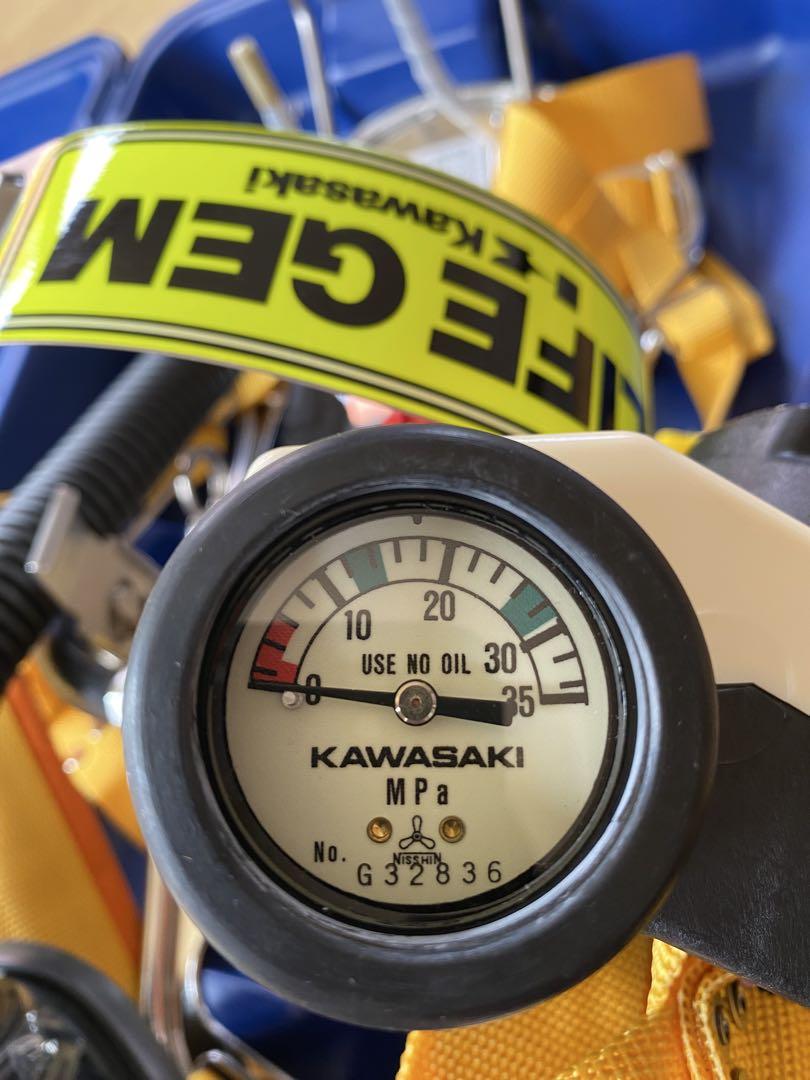 LIFE GEM
Kawasaki
10
20
30
0
35
USE NO OIL
KAWASAKI
MPa
No.
NISSHIN
G32836